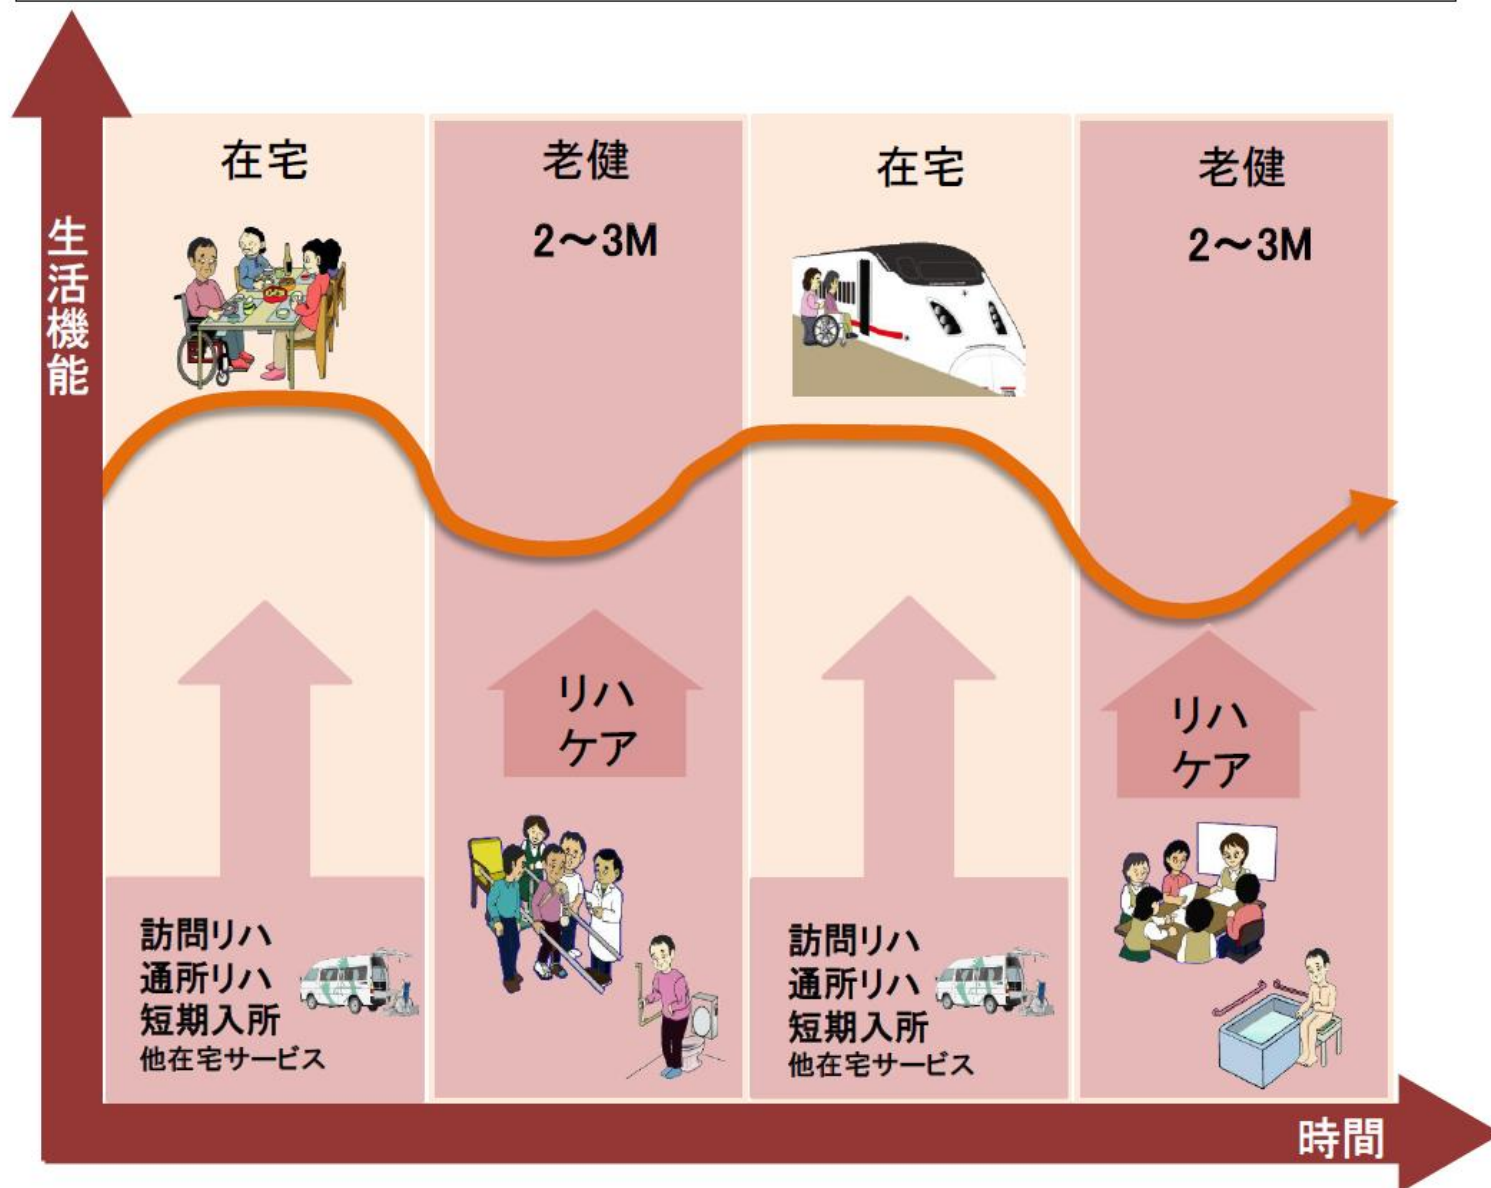 生活機能
在宅
老健
2～3M
在宅
老健
2～3M
リハ
ケア
リハ
ケア
訪問リハ
通所リハ
短期入所
他在宅サービス
訪問リハ
通所リハ
短期入所
他在宅サービス
時間